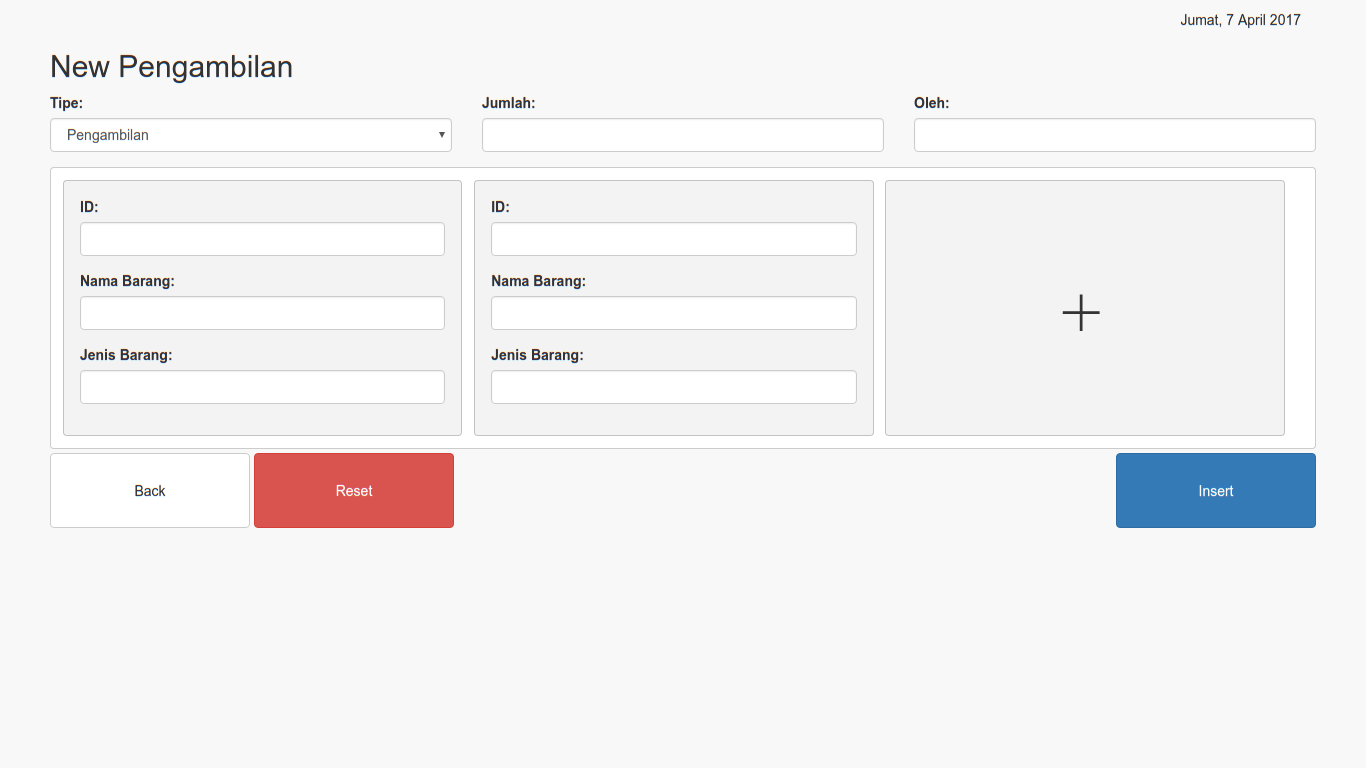 Jumat, 7 April 2017
New Pengambilan
Tipe: Jumlah: Oleh:
Pengambilan
ID: ID:
Nama Barang: Nama Barang:
Jenis Barang: Jenis Barang:
Back Reset Insert